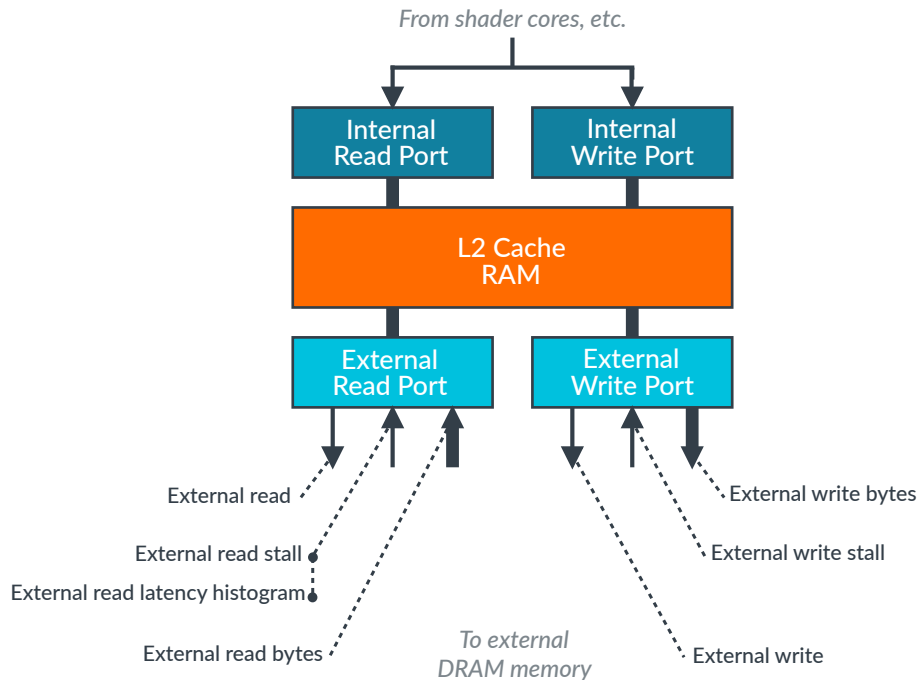 From shader cores, etc.
Internal
Read Port
Internal
Write Port
L2 Cache
RAM
External
Read Port
External
Write Port
External read
External write bytes
External read stall
External write stall
External read latency histogram
External read bytes
To external
DRAM memory
External write